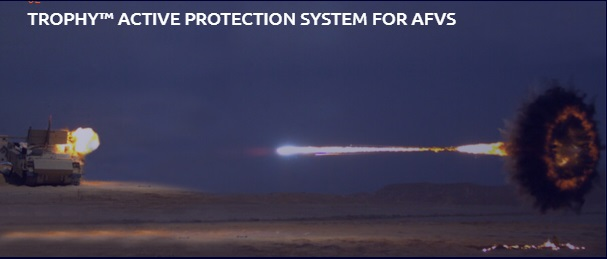 TROPHY™ ACTIVE PROTECTION SYSTEM FOR AFVS